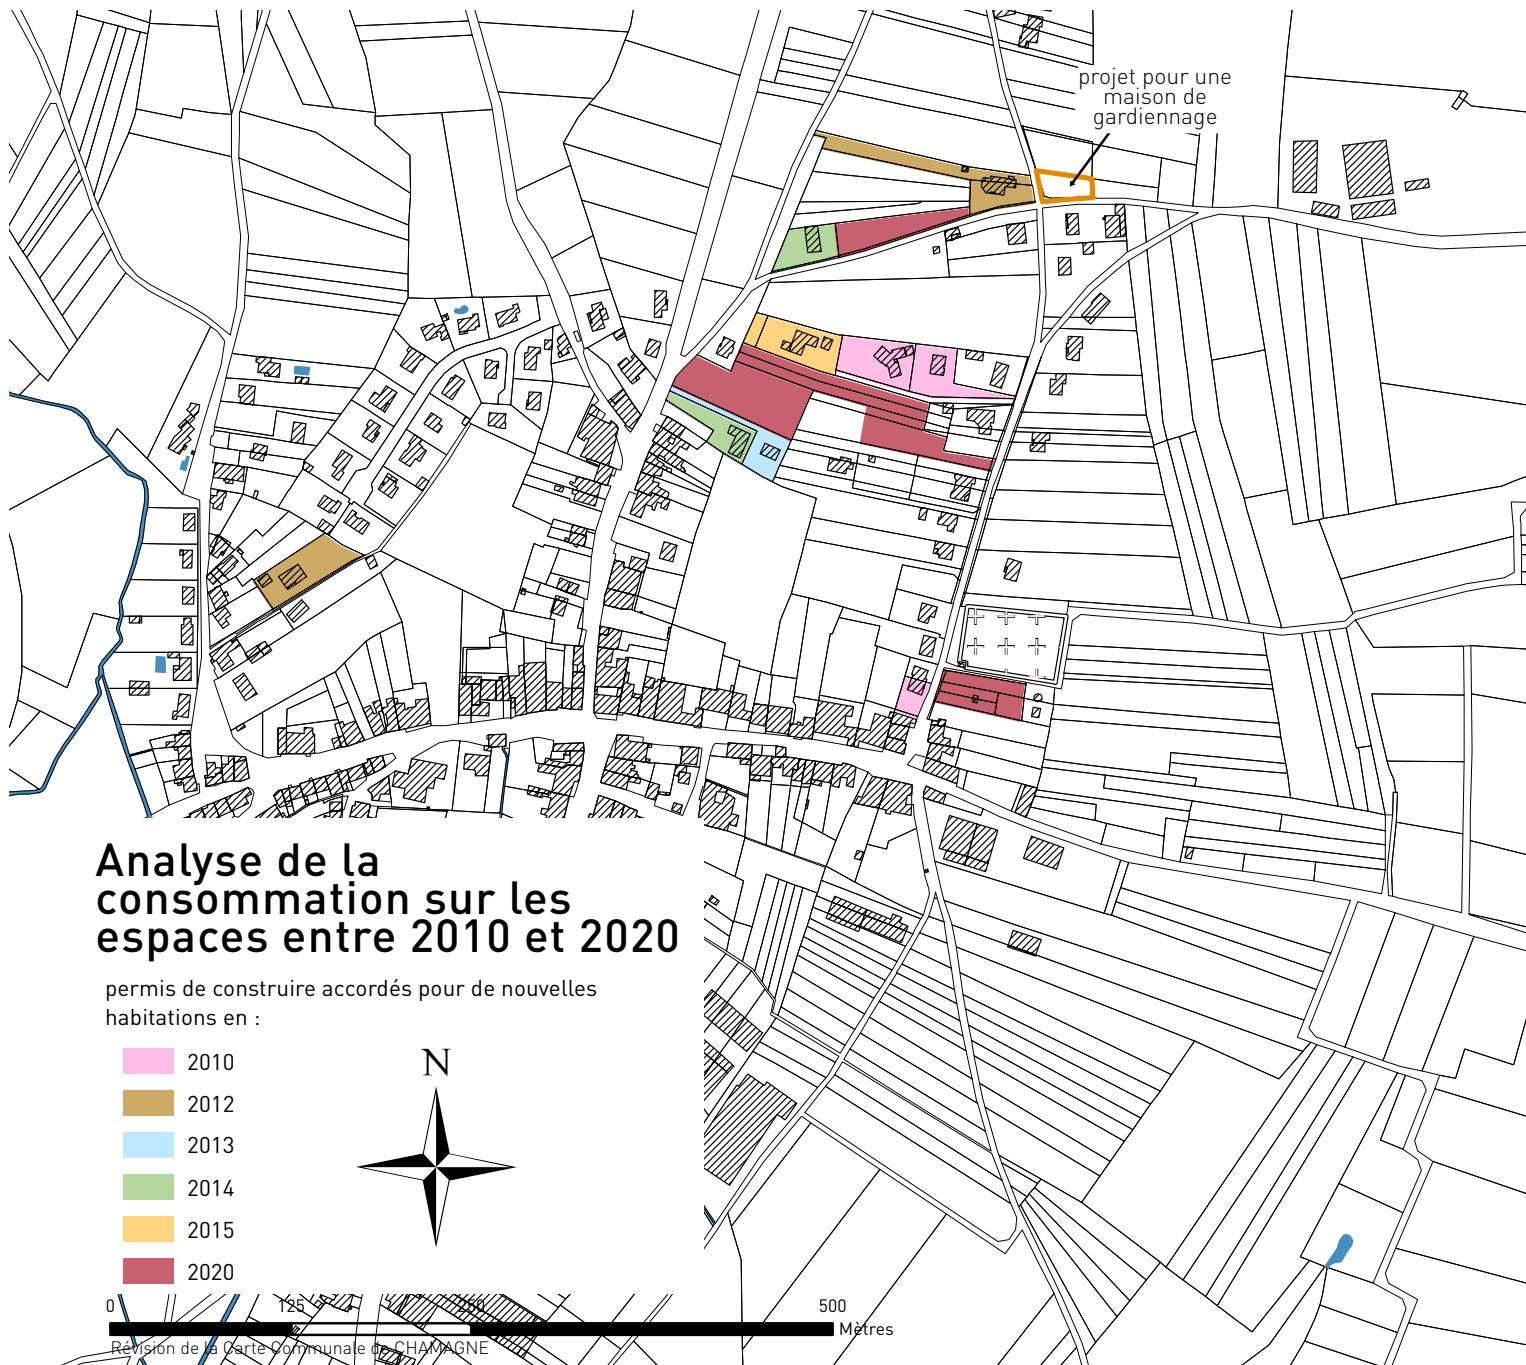 projet pour une
maison de
gardiennage
Analyse de la
consommation sur les
espaces entre 2010 et 2020
permis de construire accordés pour de nouvelles
habitations en :
2010
2012
2013
2014
2015
2020
N
0 125 250 500
Mètres
Révision de la Carte Communale de CHAMAGNE